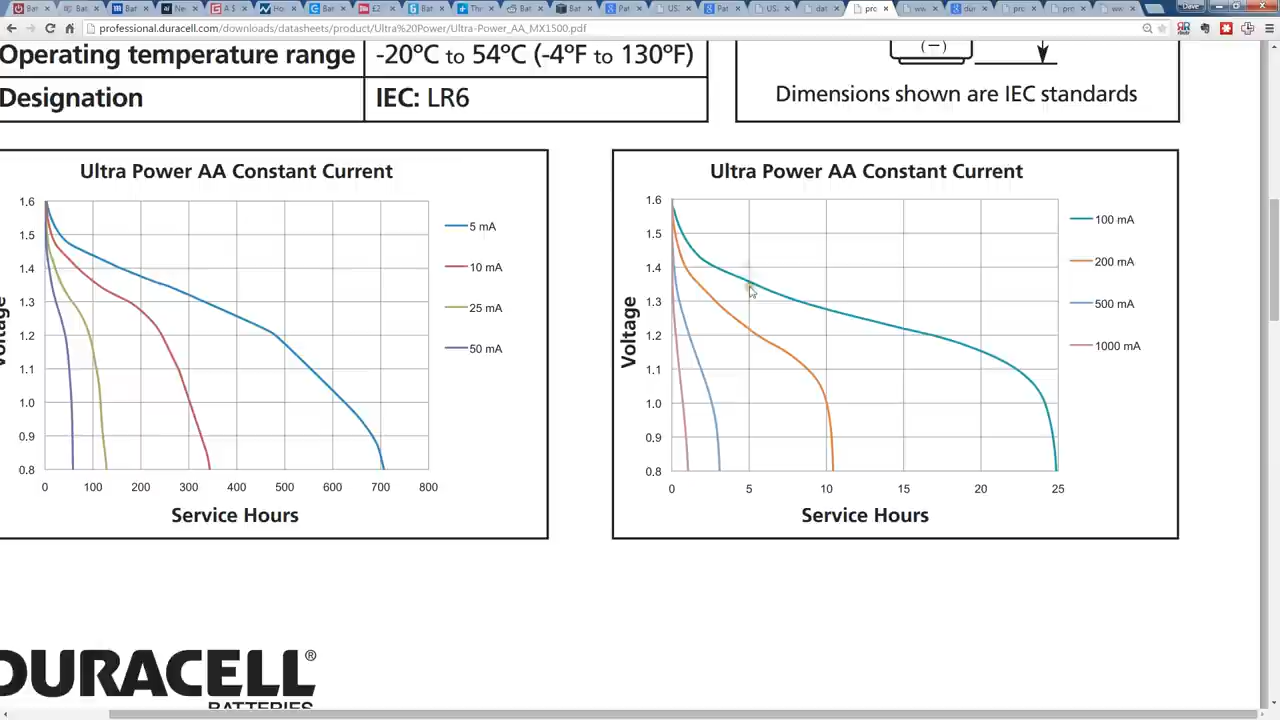 Dave
professional.duracell.com/downloads/datasheets/product/Ultra%20Power/Ultra-Power_AA_MX1500.pdf
Operating temperature range
-20°C to 54°C (-4°F to 130°F)
Designation
IEC: LR6
(−)
Dimensions shown are IEC standards
Ultra Power AA Constant Current
1.6
1.5
1.4
1.3
1.2
1.1
1.0
0.9
0.8
0 100 200 300 400 500 600 700 800
Service Hours
5 mA
10 mA
25 mA
50 mA
Ultra Power AA Constant Current
Voltage
1.6
1.5
1.4
1.3
1.2
1.1
1.0
0.9
0.8
0 5 10 15 20 25
Service Hours
100 mA
200 mA
500 mA
1000 mA
DURACELL®
BATTERIES